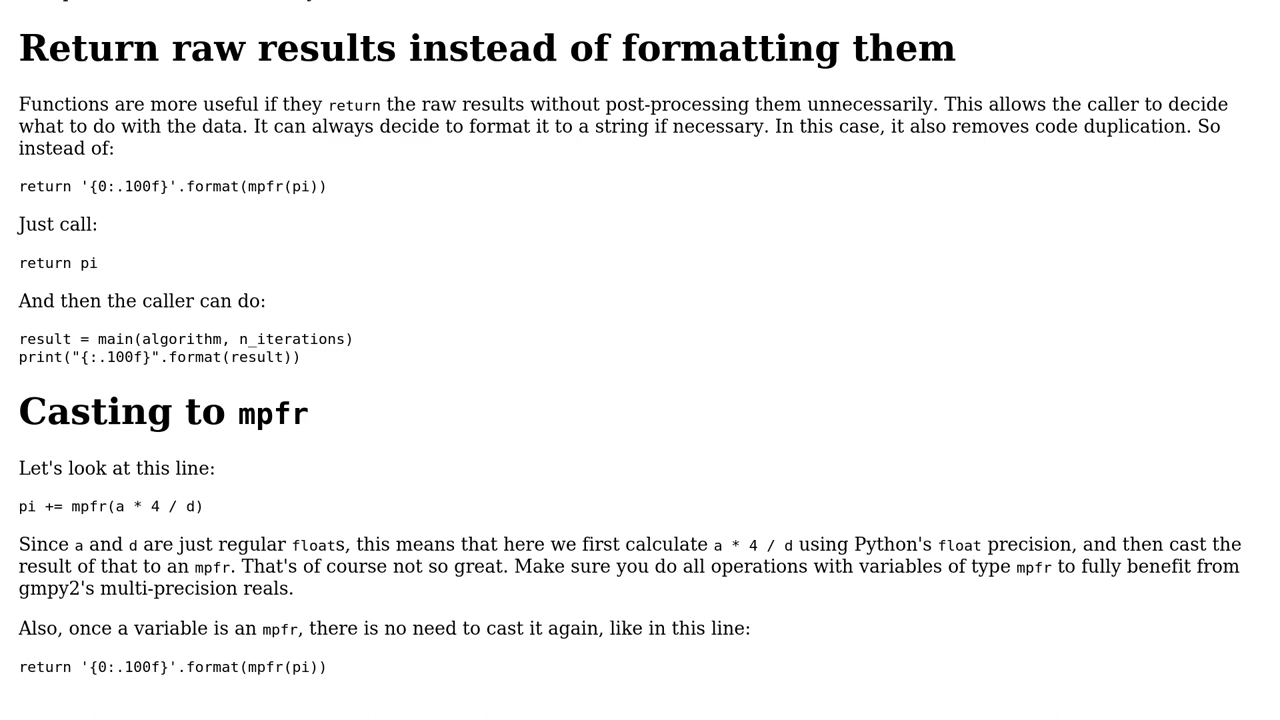 Return raw results instead of formatting them
Functions are more useful if they return the raw results without post-processing them unnecessarily. This allows the caller to decide
what to do with the data. It can always decide to format it to a string if necessary. In this case, it also removes code duplication. So
instead of:
return '{0:.100f}'.format(mpfr(pi))
Just call:
return pi
And then the caller can do:
result = main(algorithm, n_iterations)
print("{:.100f}".format(result))
Casting to mpfr
Let's look at this line:
pi += mpfr(a * 4 / d)
Since a and d are just regular floats, this means that here we first calculate a * 4 / d using Python's float precision, and then cast the
result of that to an mpfr. That's of course not so great. Make sure you do all operations with variables of type mpfr to fully benefit from
gmpy2's multi-precision reals.
Also, once a variable is an mpfr, there is no need to cast it again, like in this line:
return '{0:.100f}'.format(mpfr(pi))